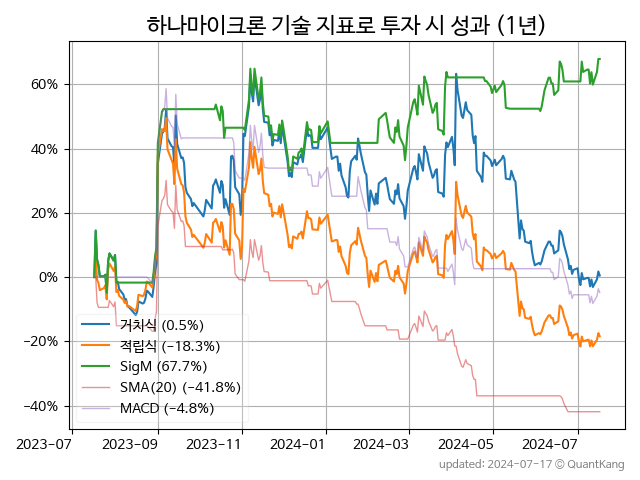 하나마이크론 기술 지표로 투자 시 성과 (1년)
60%
40%
20%
0%
−20%
−40%
거치식 (0.5%)
적립식 (−18.3%)
SigM (67.7%)
SMA(20) (−41.8%)
MACD (−4.8%)
2023-07
2023-09
2023-11
2024-01
2024-03
2024-05
2024-07
updated: 2024-07-17 © QuantKang